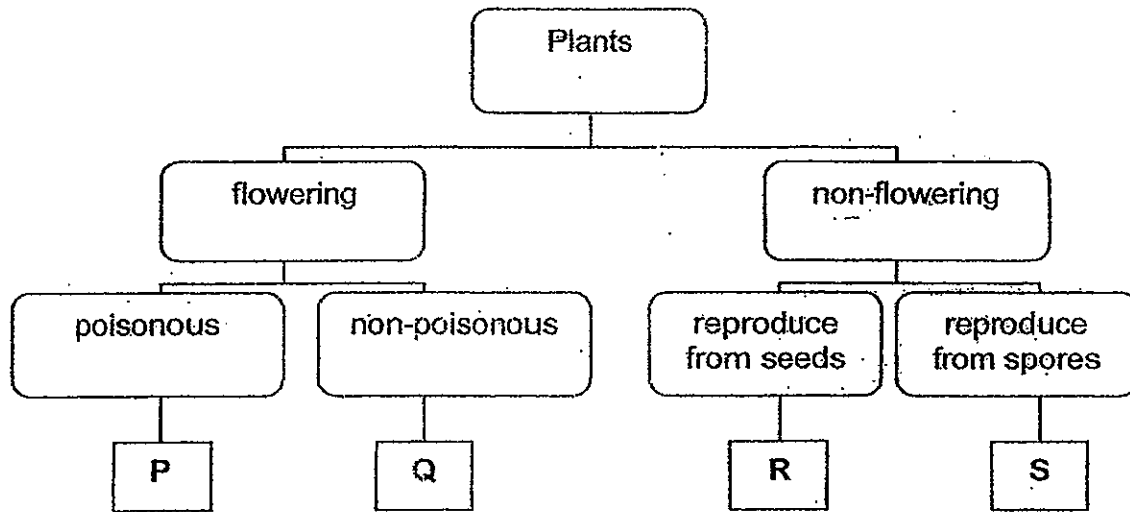 Plants
flowering
non-flowering
poisonous
non-poisonous
reproduce
from seeds
reproduce
from spores
P
Q
R
S